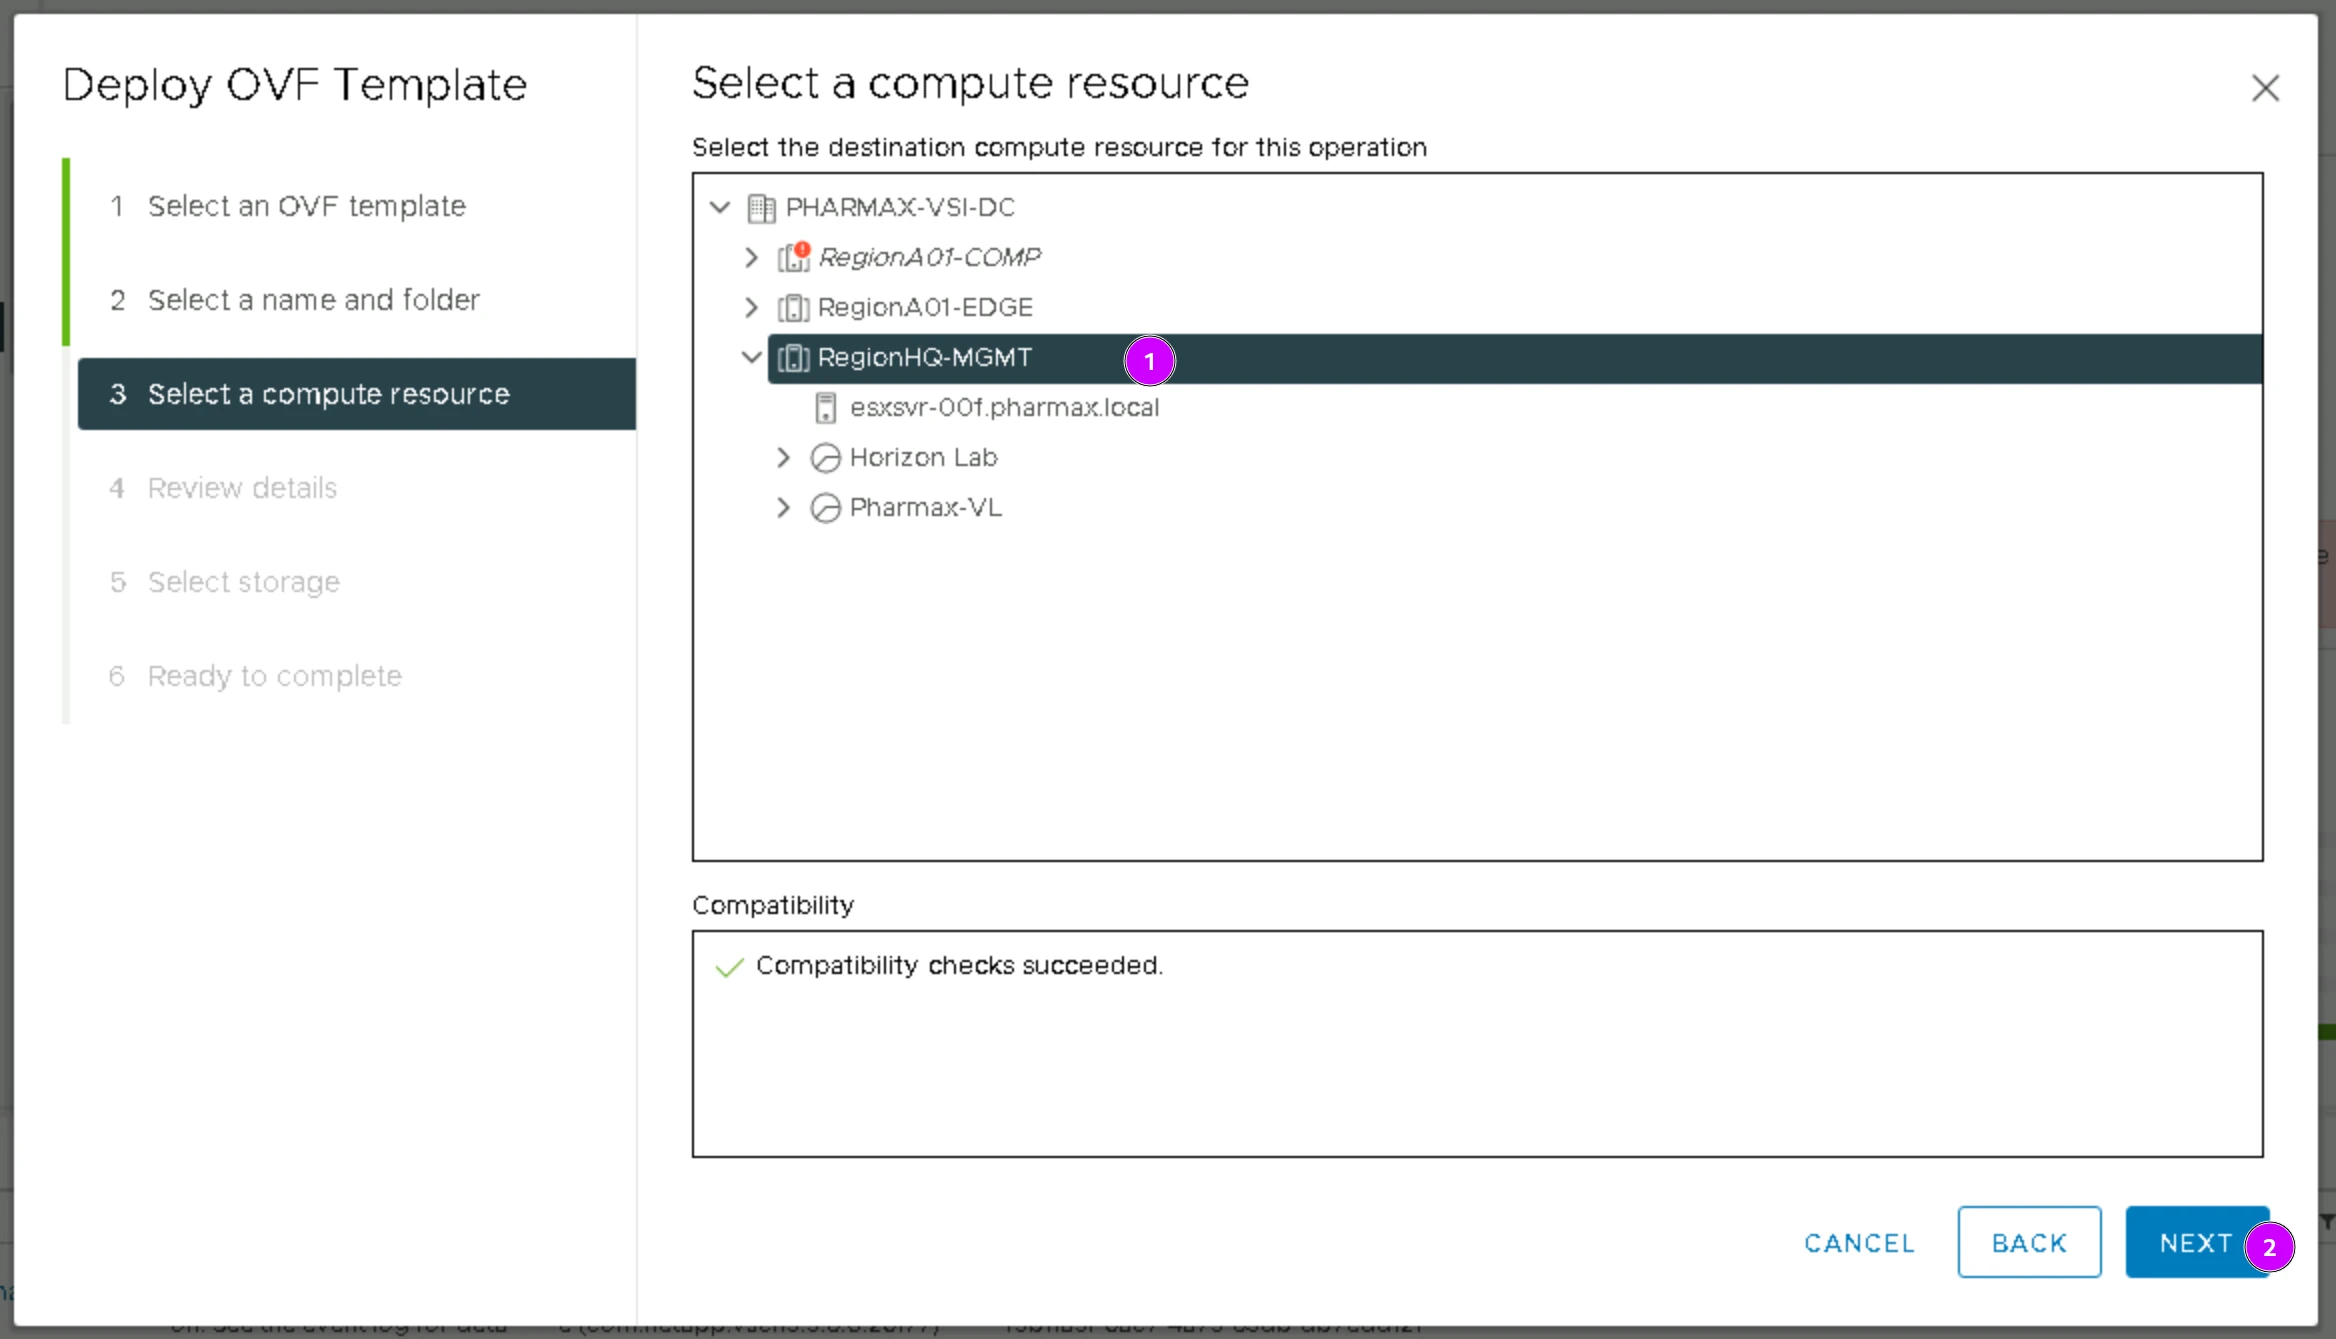 Deploy OVF Template
1 Select an OVF template
2 Select a name and folder
3 Select a compute resource
4 Review details
5 Select storage
6 Ready to complete
Select a compute resource
Select the destination compute resource for this operation
PHARMAX-VSI-DC
RegionA01-COMP
RegionA01-EDGE
RegionHQ-MGMT
1
esxsvr-00f.pharmax.local
Horizon Lab
Pharmax-VL
Compatibility
Compatibility checks succeeded.
CANCEL
BACK
NEXT
2